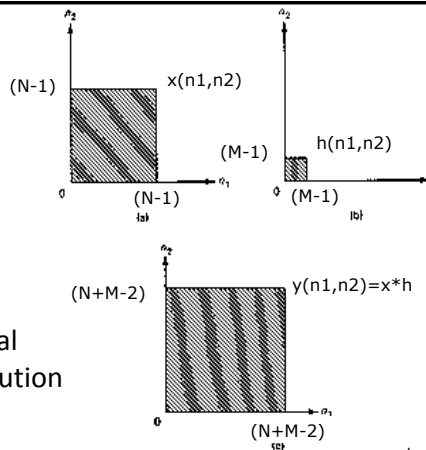 n₂
(N-1)
x(n1,n2)
0
(N-1)
n₁
(a)
n₂
(M-1)
h(n1,n2)
0
(M-1)
(b)
n₂
(N+M-2)
y(n1,n2)=x*h
al
ution
0
n₁
(N+M-2)
(c)